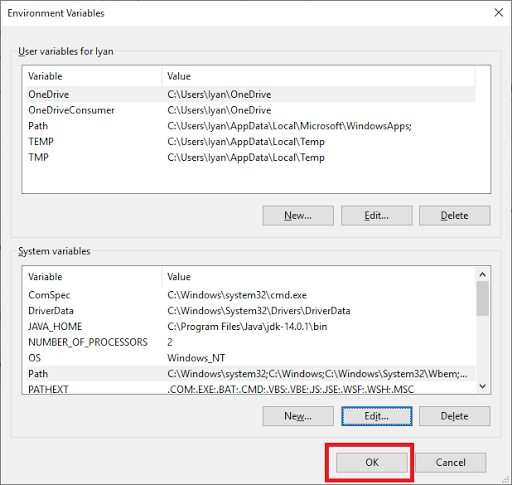 Environment Variables
User variables for lyan
Variable Value
OneDrive C:\Users\lyan\OneDrive
OneDriveConsumer C:\Users\lyan\OneDrive
Path C:\Users\lyan\AppData\Local\Microsoft\WindowsApps;
TEMP C:\Users\lyan\AppData\Local\Temp
TMP C:\Users\lyan\AppData\Local\Temp
New... Edit... Delete
System variables
Variable Value
ComSpec C:\Windows\system32\cmd.exe
DriverData C:\Windows\System32\Drivers\DriverData
JAVA_HOME C:\Program Files\Java\jdk-14.0.1\bin
NUMBER_OF_PROCESSORS 2
OS Windows_NT
Path C:\Windows\system32;C:\Windows;C:\Windows\System32\Wbem;...
PATHEXT .COM;.EXE;.BAT;.CMD;.VBS;.VBE;.JS;.JSE;.WSF;.WSH;.MSC
New... Edit... Delete
OK Cancel